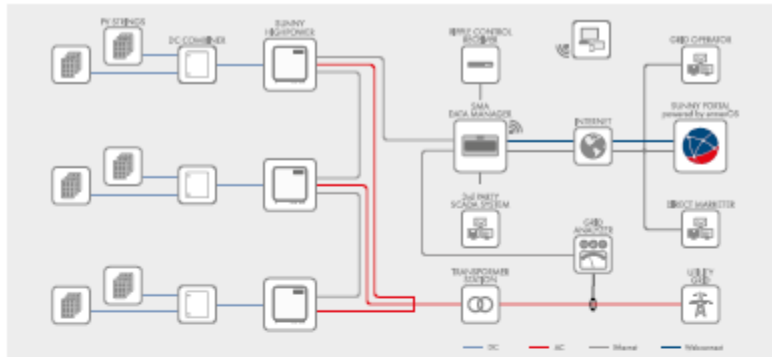 PV STRINGS
DC COMBINER
SUNNY
HIGHPOWER
RIPPLE CONTROL
RECEIVER
GRID OPERATOR
SMA
DATA MANAGER
INTERNET
SUNNY PORTAL
powered by ennexOS
3rd PARTY
SCADA SYSTEM
GRID
ANALYZER
DIRECT MARKETER
TRANSFORMER
STATION
UTILITY
GRID
DC
AC
Ethernet
Webconnect